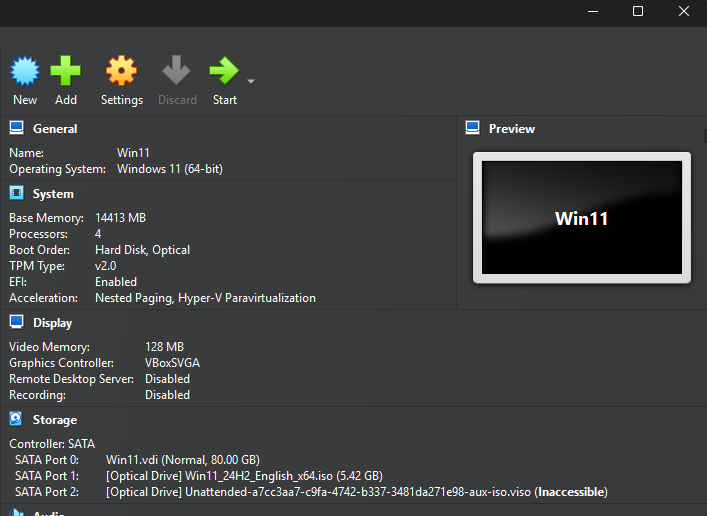 New Add Settings Discard Start
General
Name: Win11
Operating System: Windows 11 (64-bit)
Preview
Win11
System
Base Memory: 14413 MB
Processors: 4
Boot Order: Hard Disk, Optical
TPM Type: v2.0
EFI: Enabled
Acceleration: Nested Paging, Hyper-V Paravirtualization
Display
Video Memory: 128 MB
Graphics Controller: VBoxSVGA
Remote Desktop Server: Disabled
Recording: Disabled
Storage
Controller: SATA
SATA Port 0: Win11.vdi (Normal, 80.00 GB)
SATA Port 1: [Optical Drive] Win11_24H2_English_x64.iso (5.42 GB)
SATA Port 2: [Optical Drive] Unattended-a7cc3aa7-c9fa-4742-b337-3481da271e98-aux-iso.viso (Inaccessible)
Audio